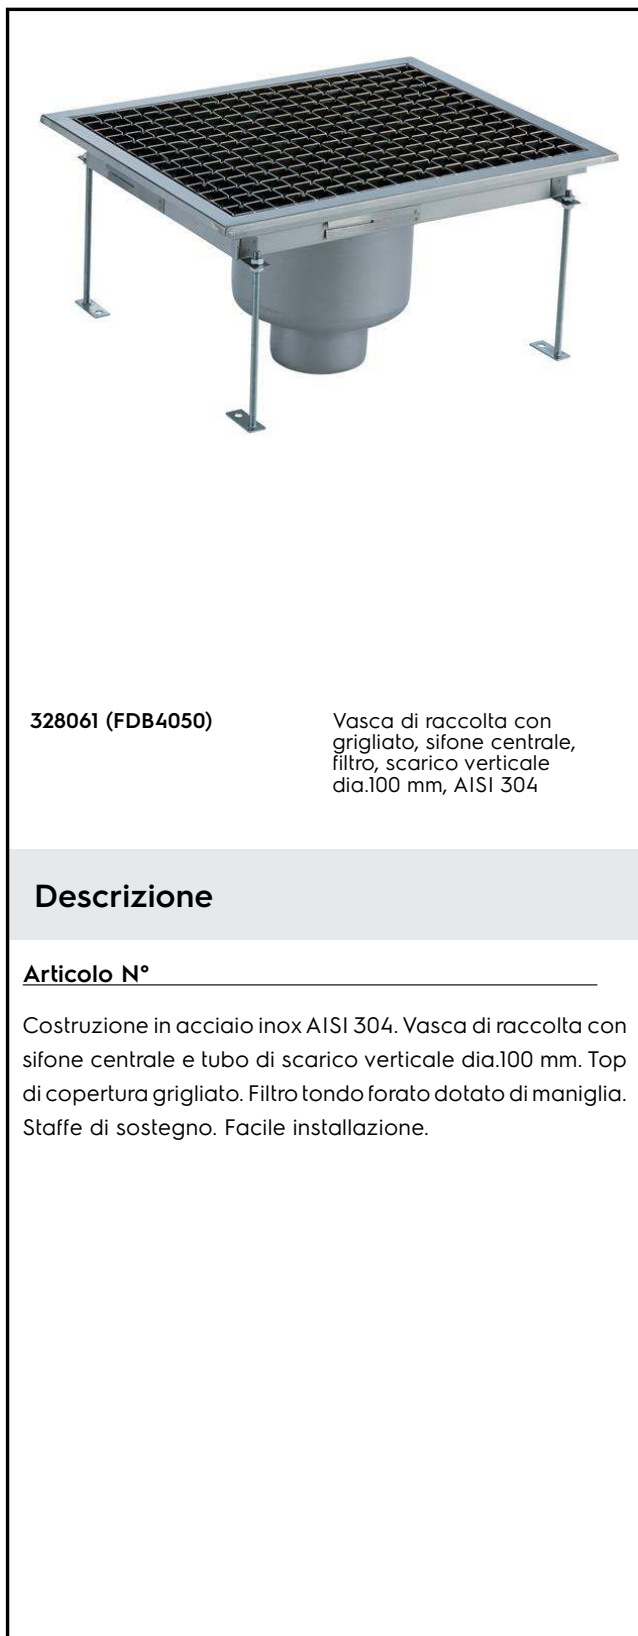 328061 (FDB4050)
Vasca di raccolta con
grigliato, sifone centrale,
filtro, scarico verticale
dia.100 mm, AISI 304
Descrizione
Articolo N°
Costruzione in acciaio inox AISI 304. Vasca di raccolta con
sifone centrale e tubo di scarico verticale dia.100 mm. Top
di copertura grigliato. Filtro tondo forato dotato di maniglia.
Staffe di sostegno. Facile installazione.